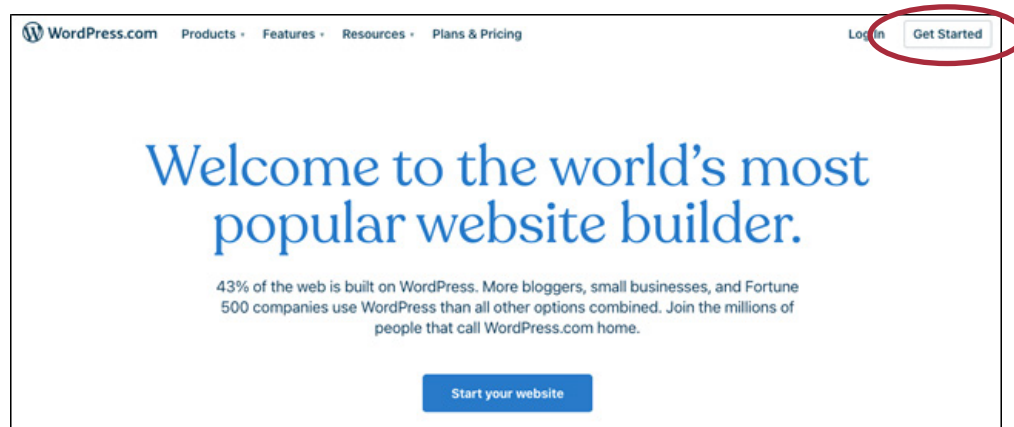 WordPress.com Products Features Resources Plans & Pricing Log In Get Started
Welcome to the world's most
popular website builder.
43% of the web is built on WordPress. More bloggers, small businesses, and Fortune
500 companies use WordPress than all other options combined. Join the millions of
people that call WordPress.com home.
Start your website